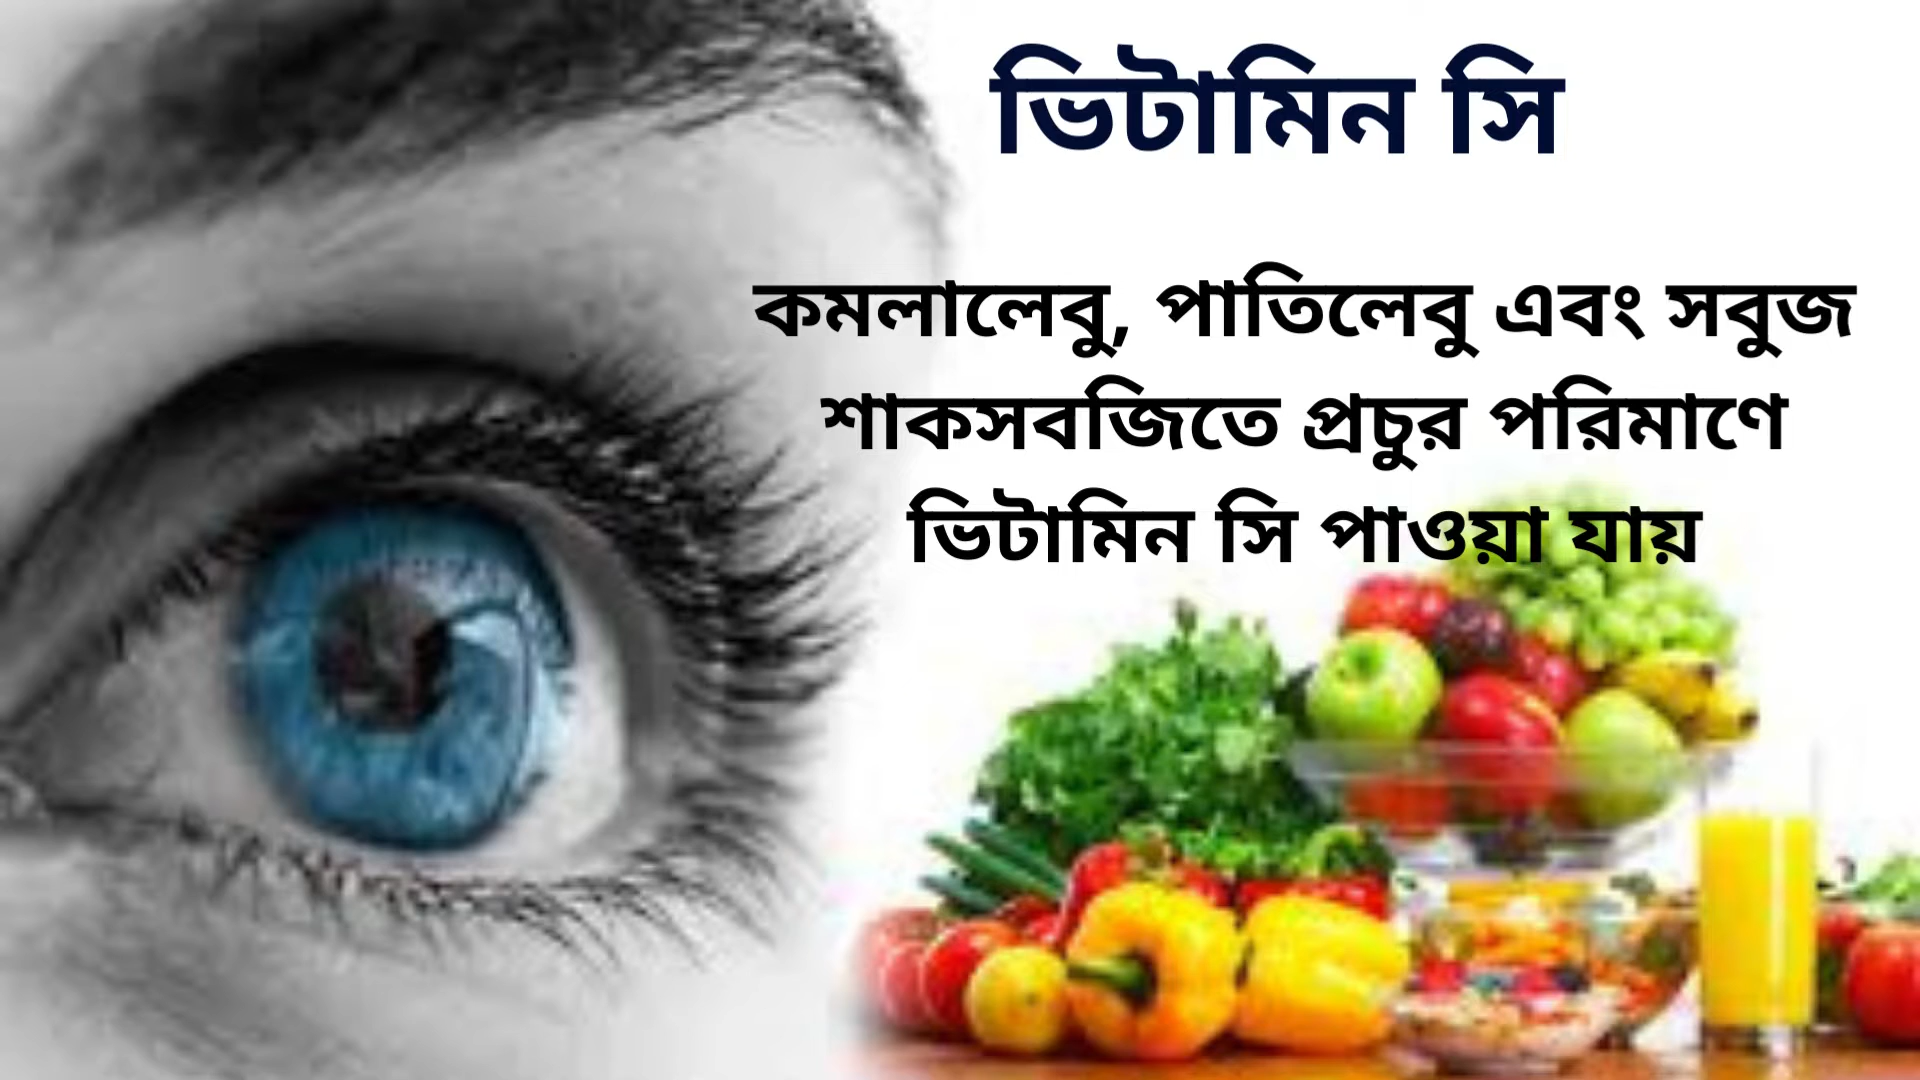 ভিটামিন সি
কমলালেবু, পাতিলেবু এবং সবুজ
শাকসবজিতে প্রচুর পরিমাণে
ভিটামিন সি পাওয়া যায়